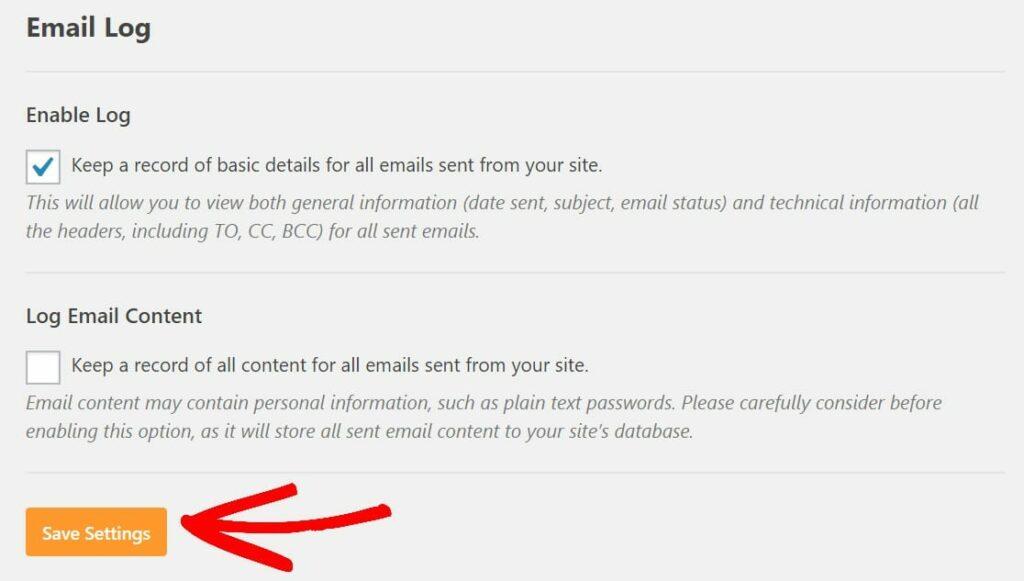 Email Log
Enable Log
Keep a record of basic details for all emails sent from your site.
This will allow you to view both general information (date sent, subject, email status) and technical information (all
the headers, including TO, CC, BCC) for all sent emails.
Log Email Content
Keep a record of all content for all emails sent from your site.
Email content may contain personal information, such as plain text passwords. Please carefully consider before
enabling this option, as it will store all sent email content to your site's database.
Save Settings